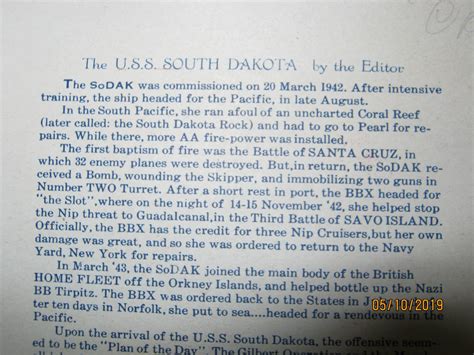 The U.S.S. SOUTH DAKOTA by the Editor
The SoDAK was commissioned on 20 March 1942. After intensive
training, the ship headed for the Pacific, in late August.
In the South Pacific, she ran afoul of an uncharted Coral Reef
(later called: the South Dakota Rock) and had to go to Pearl for re-
pairs. While there, more AA fire-power was installed.
The first baptism of fire was the Battle of SANTA CRUZ, in
which 32 enemy planes were destroyed. But,in return, the SoDAK re-
ceived a Bomb, wounding the Skipper, and immobilizing two guns in
Number TWO Turret. After a short rest in port, the BBX headed for
"the Slot",where on the night of 14-15 November '42, she helped stop
the Nip threat to Guadalcanal,in the Third Battle of SAVO ISLAND.
Officially, the BBX has the credit for three Nip Cruisers,but her own
damage was great, and so she was ordered to return to the Navy
Yard, New York for repairs.
In March '43, the SoDAK joined the main body of the British
HOME FLEET off the Orkney Islands, and helped bottle up the Nazi
BB Tirpitz. The BBX was ordered back to the States in
ter ten days in Norfolk, she put to sea....headed for a rendezvous in the
Pacific.
Upon the arrival of the U.S.S. South Dakota, the offensive seem-
to be the "Plan of the Day". The Gilbert Operation
05/10/2019